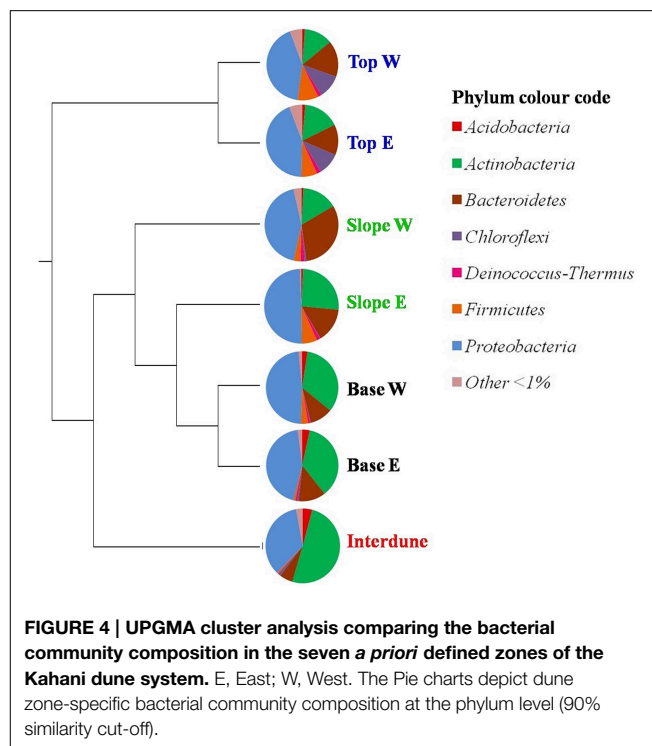 Top W
Top E
Slope W
Slope E
Base W
Base E
Interdune
Phylum colour code
Acidobacteria
Actinobacteria
Bacteroidetes
Chloroflexi
Deinococcus-Thermus
Firmicutes
Proteobacteria
Other <1%
FIGURE 4 | UPGMA cluster analysis comparing the bacterial
community composition in the seven a priori defined zones of the
Kahani dune system. E, East; W, West. The Pie charts depict dune
zone-specific bacterial community composition at the phylum level (90%
similarity cut-off).